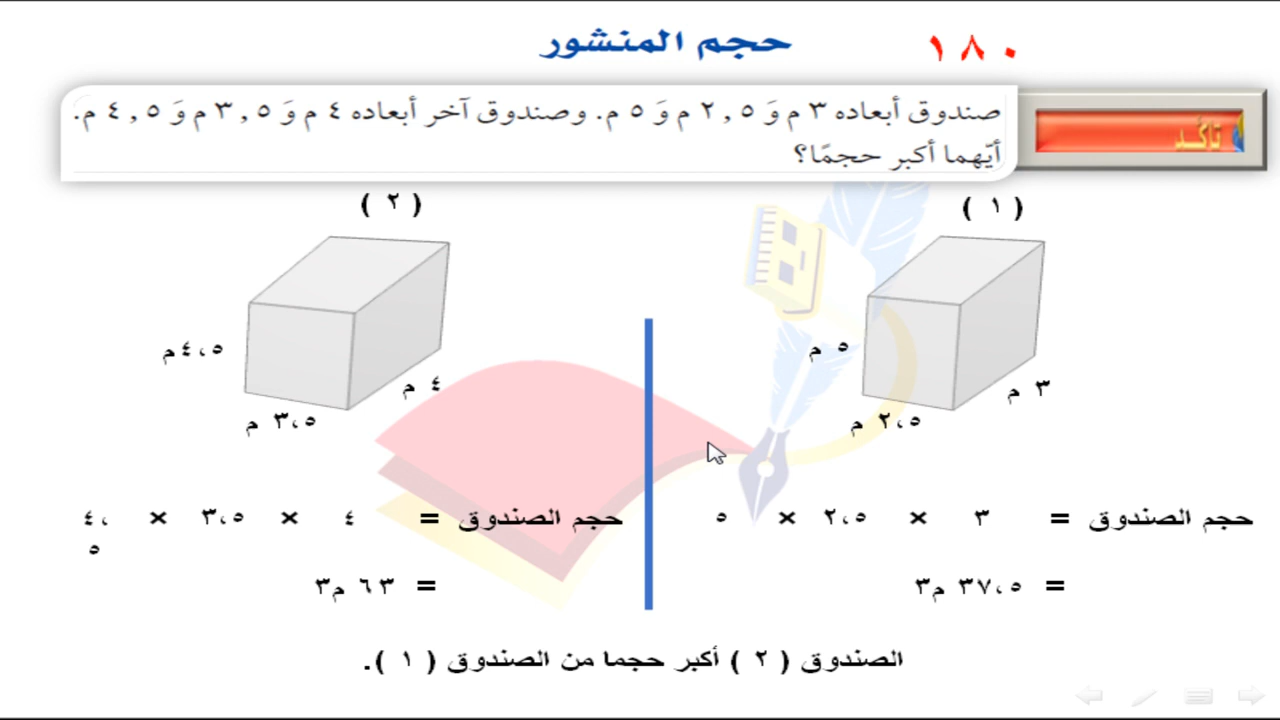 حجم المنشور
١٨٠
تأكد
صندوق أبعاده ٣ م وَ ٢,٥ م وَ ٥ م. وصندوق آخر أبعاده ٤ م وَ ٣,٥ م وَ ٤,٥ م.
أيّهما أكبر حجمًا؟
( ١ )
٥ م
٣ م
٢،٥ م
حجم الصندوق = ٣ × ٢،٥ × ٥
= ٣٧،٥ م٣
( ٢ )
٤،٥ م
٤ م
٣،٥ م
حجم الصندوق = ٤ × ٣،٥ × ٤،
٥
= ٦٣ م٣
الصندوق ( ٢ ) أكبر حجما من الصندوق ( ١ ).